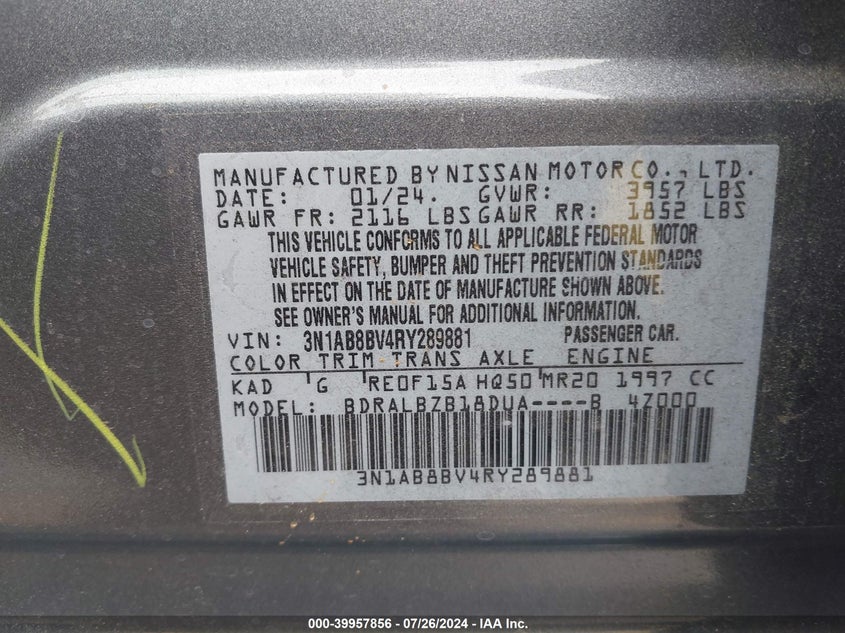 MANUFACTURED BY NISSAN MOTOR CO., LTD.
DATE: 01/24. GVWR: 3957 LBS
GAWR FR: 2116 LBS GAWR RR: 1852 LBS
THIS VEHICLE CONFORMS TO ALL APPLICABLE FEDERAL MOTOR
VEHICLE SAFETY, BUMPER AND THEFT PREVENTION STANDARDS
IN EFFECT ON THE DATE OF MANUFACTURE SHOWN ABOVE.
SEE OWNER'S MANUAL FOR ADDITIONAL INFORMATION.
VIN: 3N1AB8BV4RY289881 PASSENGER CAR.
COLOR TRIM TRANS AXLE ENGINE
KAD G RE0F15A HQ50 MR20 1997 CC
MODEL: BDRALBZB18DUA----B 4Z000
3N1AB8BV4RY289881
000-39957856 - 07/26/2024 - IAA Inc.